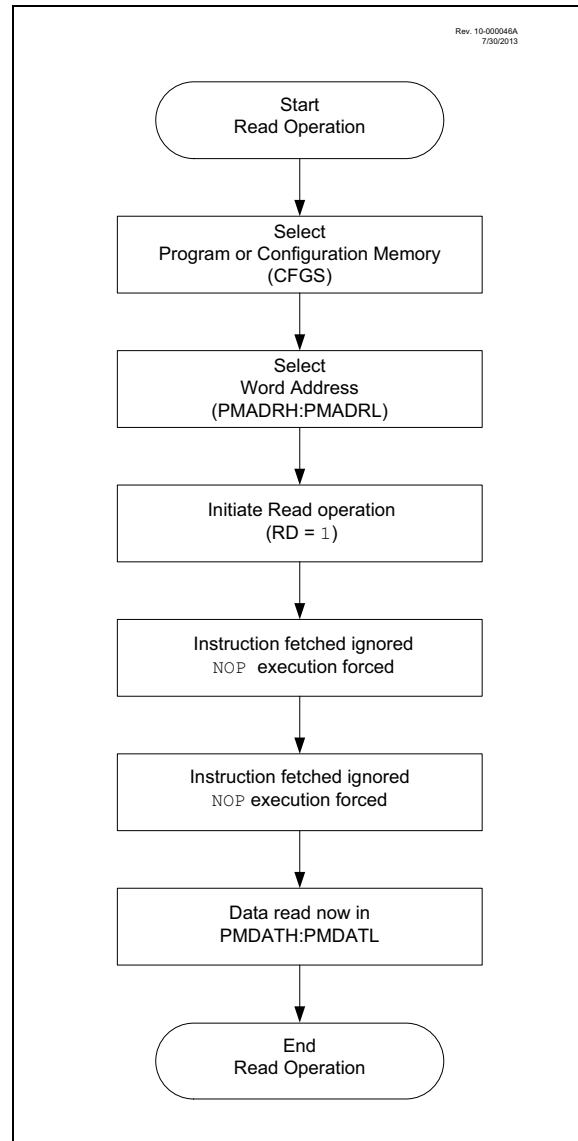 Rev. 10-000046A
7/30/2013
Start
Read Operation
Select
Program or Configuration Memory
(CFGS)
Select
Word Address
(PMADRH:PMADRL)
Initiate Read operation
(RD = 1)
Instruction fetched ignored
NOP execution forced
Instruction fetched ignored
NOP execution forced
Data read now in
PMDATH:PMDATL
End
Read Operation